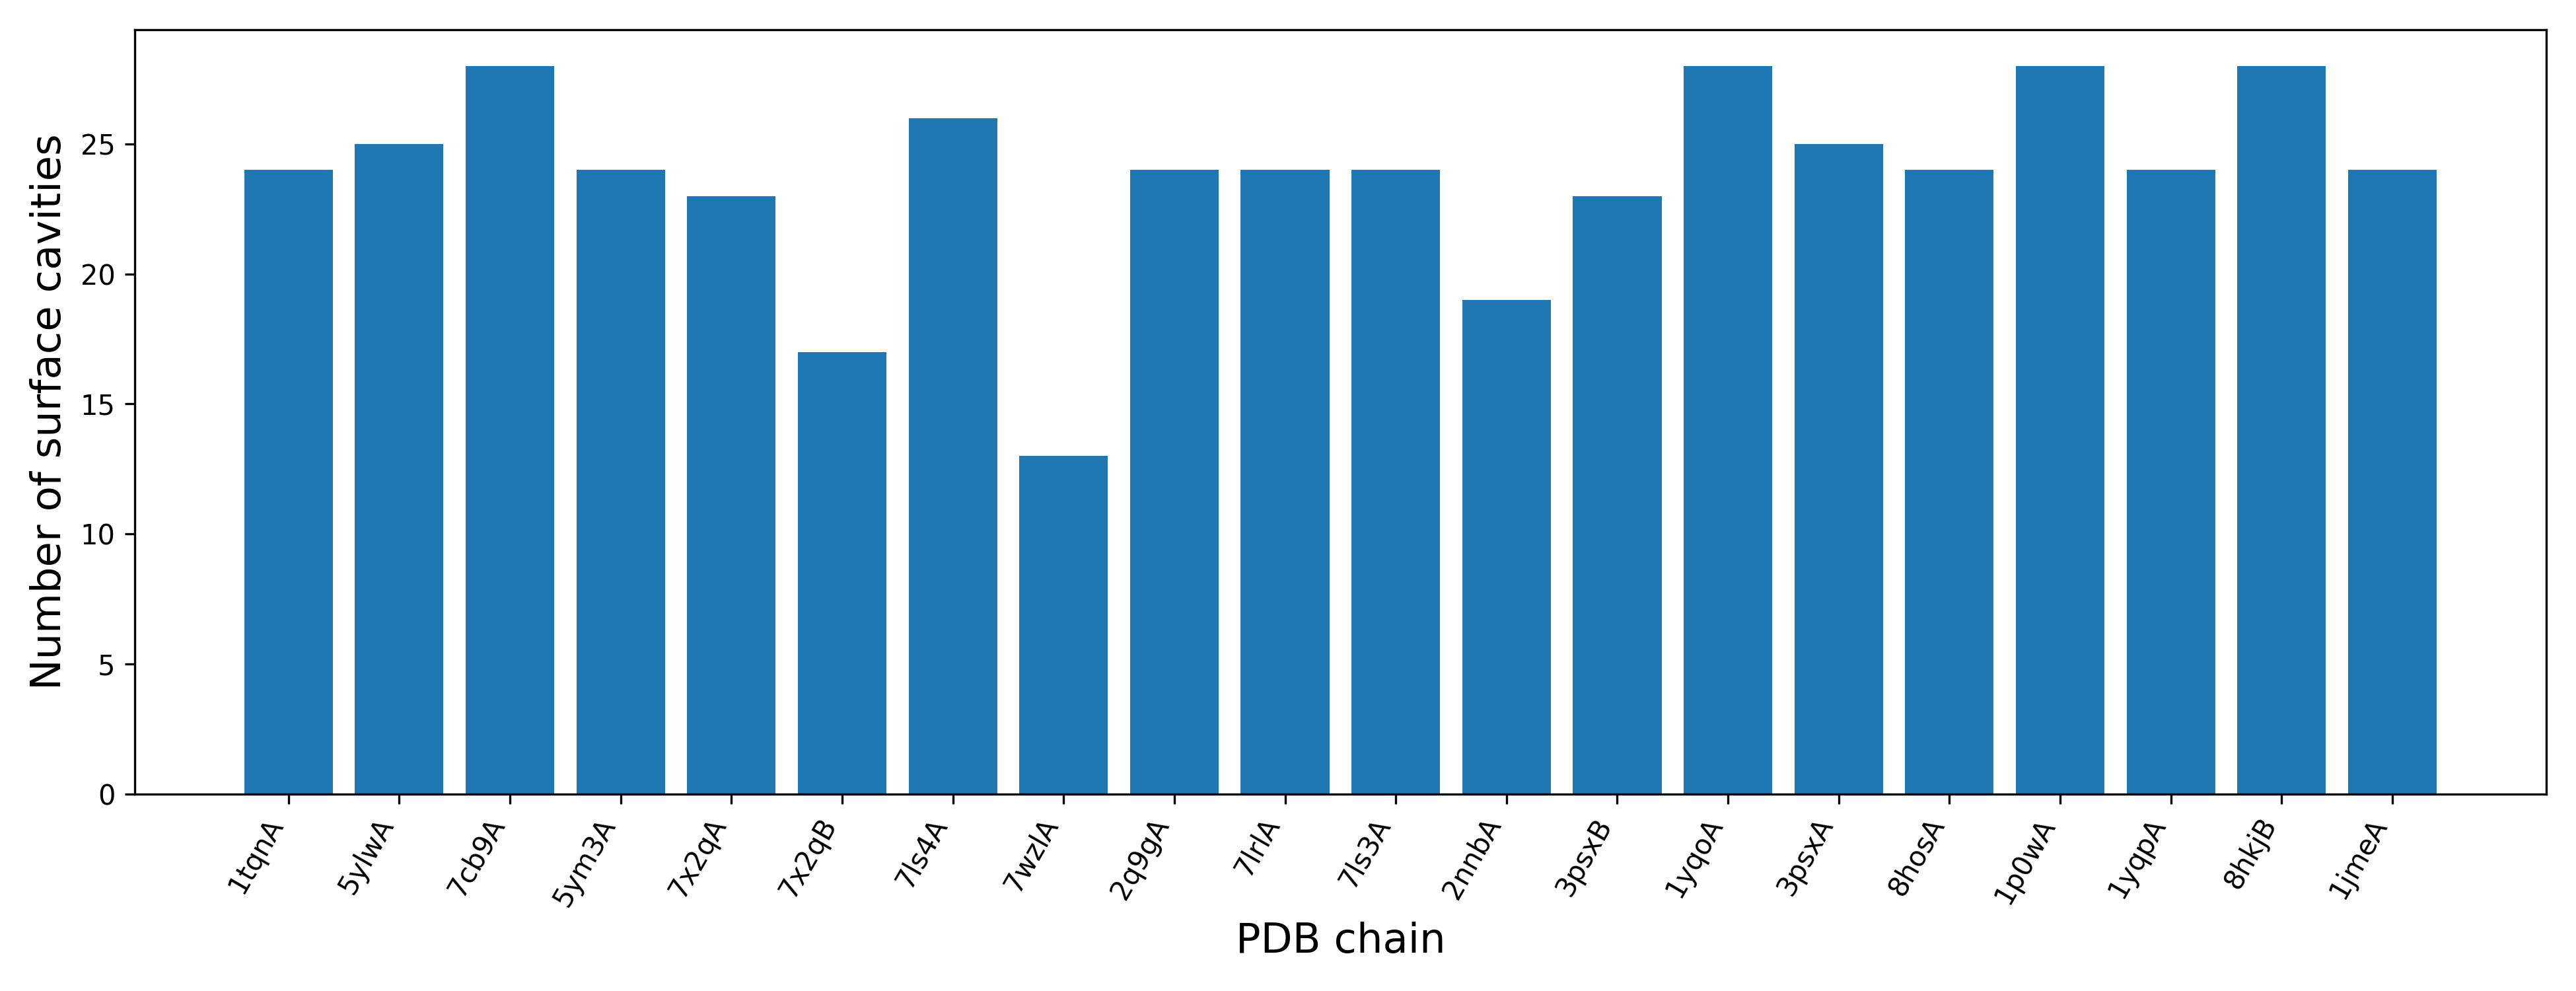 Number of surface cavities
25
20
15
10
5
0
1tqnA
5ylwA
7cb9A
5ym3A
7x2qA
7x2qB
7ls4A
7wzlA
2q9gA
7lrlA
7ls3A
2nnbA
3psxB
1yqoA
3psxA
8hosA
1p0wA
1yqpA
8hkjB
1jmeA
PDB chain